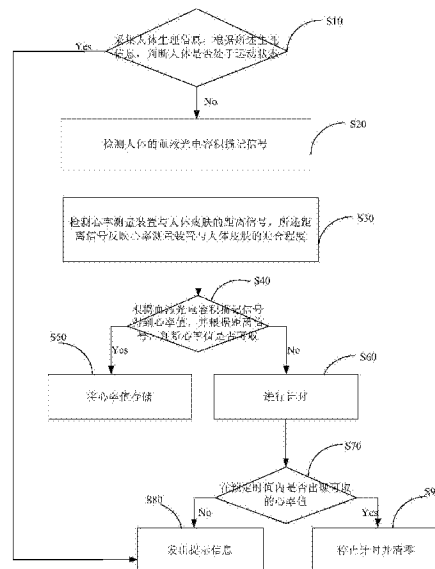 S10
采集人体生理信息，根据所述生理
信息，判断人体是否处于运动状态
Yes
No
S20
检测人体的血液光电容积描记信号
S30
检测心率测量装置与人体皮肤的距离信号，所述距
离信号反映心率测量装置与人体皮肤的贴合程度
S40
根据血液光电容积描记信号
得到心率值，并根据距离信
号，判断心率值是否可取
S50
Yes
No
S60
将心率值存储
进行计时
S70
在预定时间内是否出现可取
的心率值
S80
No
Yes
S9
发出提示信息
停止计时并清零